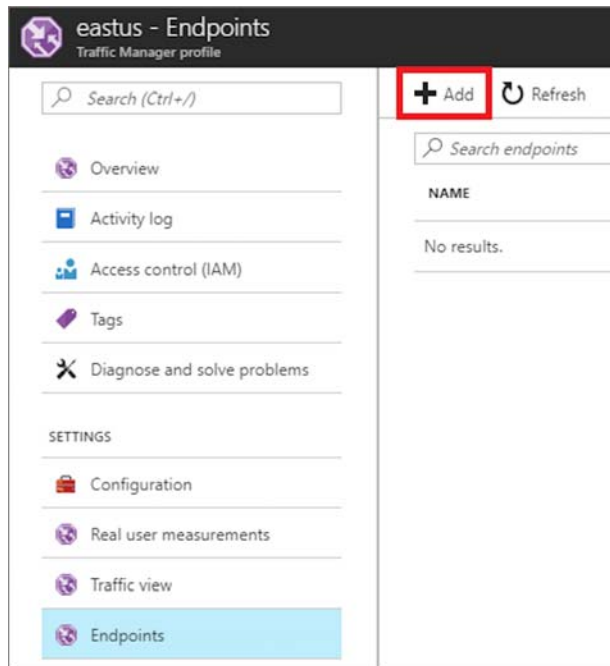 eastus - Endpoints
Traffic Manager profile
Search (Ctrl+/)
Overview
Activity log
Access control (IAM)
Tags
Diagnose and solve problems
SETTINGS
Configuration
Real user measurements
Traffic view
Endpoints
Add
Refresh
Search endpoints
NAME
No results.